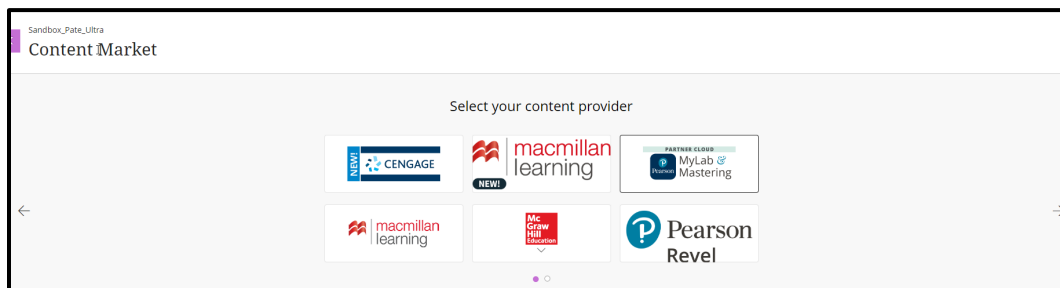 Sandbox_Pate_Ultra
Content Market
Select your content provider
NEW!
CENGAGE
macmillan
learning
NEW!
PARTNER CLOUD
Pearson
MyLab &
Mastering
macmillan
learning
Mc
Graw
Hill
Education
Pearson
Revel